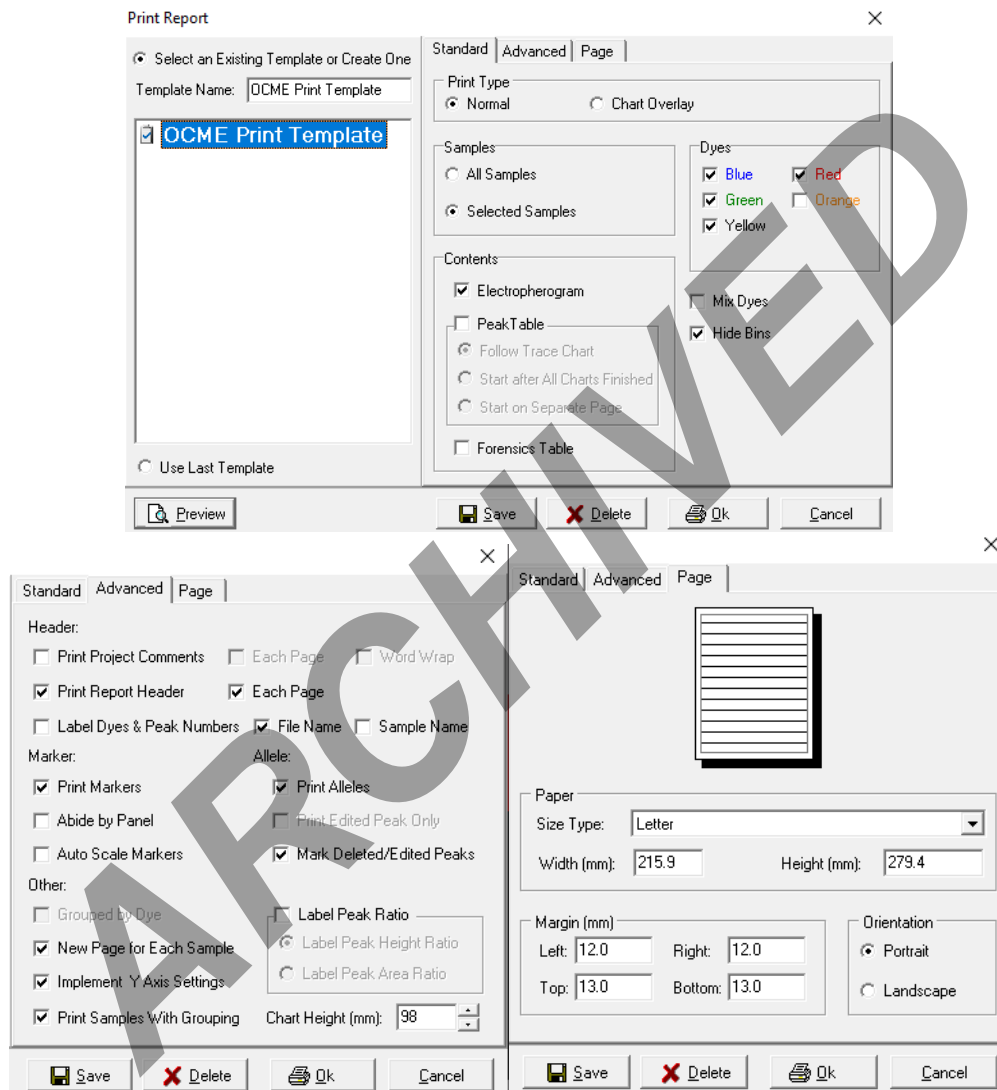 Print Report
Select an Existing Template or Create One
Template Name: OCME Print Template
OCME Print Template
Use Last Template
Preview
Standard Advanced Page
Print Type
Normal Chart Overlay
Samples
All Samples
Selected Samples
Dyes
Blue Red
Green Orange
Yellow
Contents
Electropherogram
PeakTable
Follow Trace Chart
Start after All Charts Finished
Start on Separate Page
Forensics Table
Mix Dyes
Hide Bins
Save Delete Ok Cancel
Standard Advanced Page
Header:
Print Project Comments Each Page Word Wrap
Print Report Header Each Page
Label Dyes & Peak Numbers File Name Sample Name
Marker: Allele:
Print Markers Print Alleles
Abide by Panel Print Edited Peak Only
Auto Scale Markers Mark Deleted/Edited Peaks
Other:
Grouped by Dye Label Peak Ratio
New Page for Each Sample Label Peak Height Ratio
Implement Y Axis Settings Label Peak Area Ratio
Print Samples With Grouping Chart Height (mm): 98
Save Delete Ok Cancel
Standard Advanced Page
Paper
Size Type: Letter
Width (mm): 215.9 Height (mm): 279.4
Margin (mm)
Left: 12.0 Right: 12.0
Top: 13.0 Bottom: 13.0
Orientation
Portrait
Landscape
Save Delete Ok Cancel
ARCHIVED